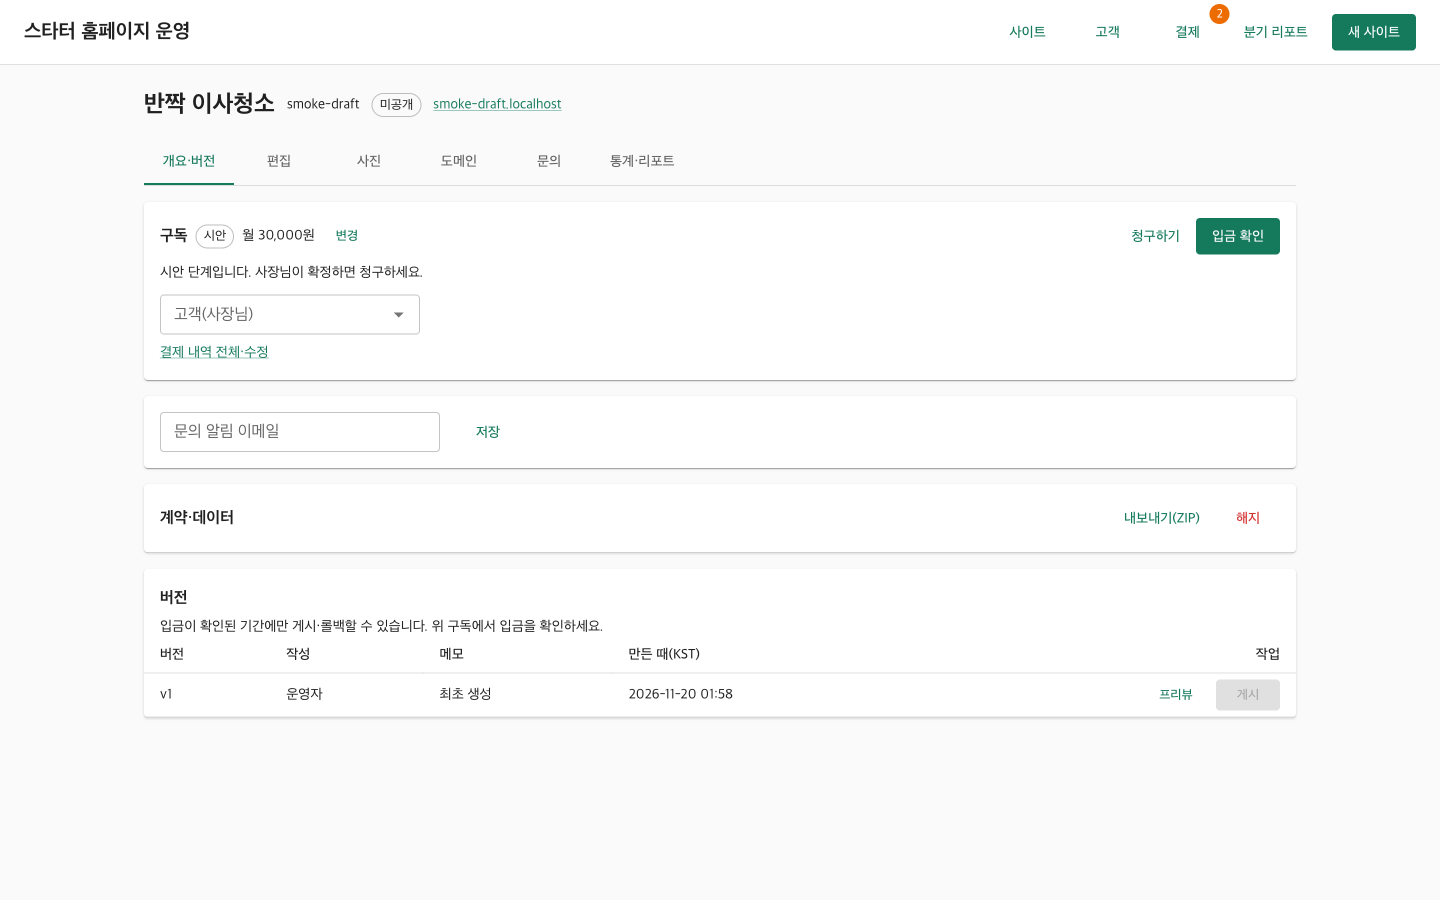 스타터 홈페이지 운영
사이트 고객 결제 2 분기 리포트 새 사이트
반짝 이사청소 smoke-draft 미공개 smoke-draft.localhost
개요·버전 편집 사진 도메인 문의 통계·리포트
구독 시안 월 30,000원 변경 청구하기 입금 확인
시안 단계입니다. 사장님이 확정하면 청구하세요.
고객(사장님)
결제 내역 전체·수정
문의 알림 이메일 저장
계약·데이터 내보내기(ZIP) 해지
버전
입금이 확인된 기간에만 게시·롤백할 수 있습니다. 위 구독에서 입금을 확인하세요.
버전 작성 메모 만든 때(KST) 작업
v1 운영자 최초 생성 2026-11-20 01:58 프리뷰 게시